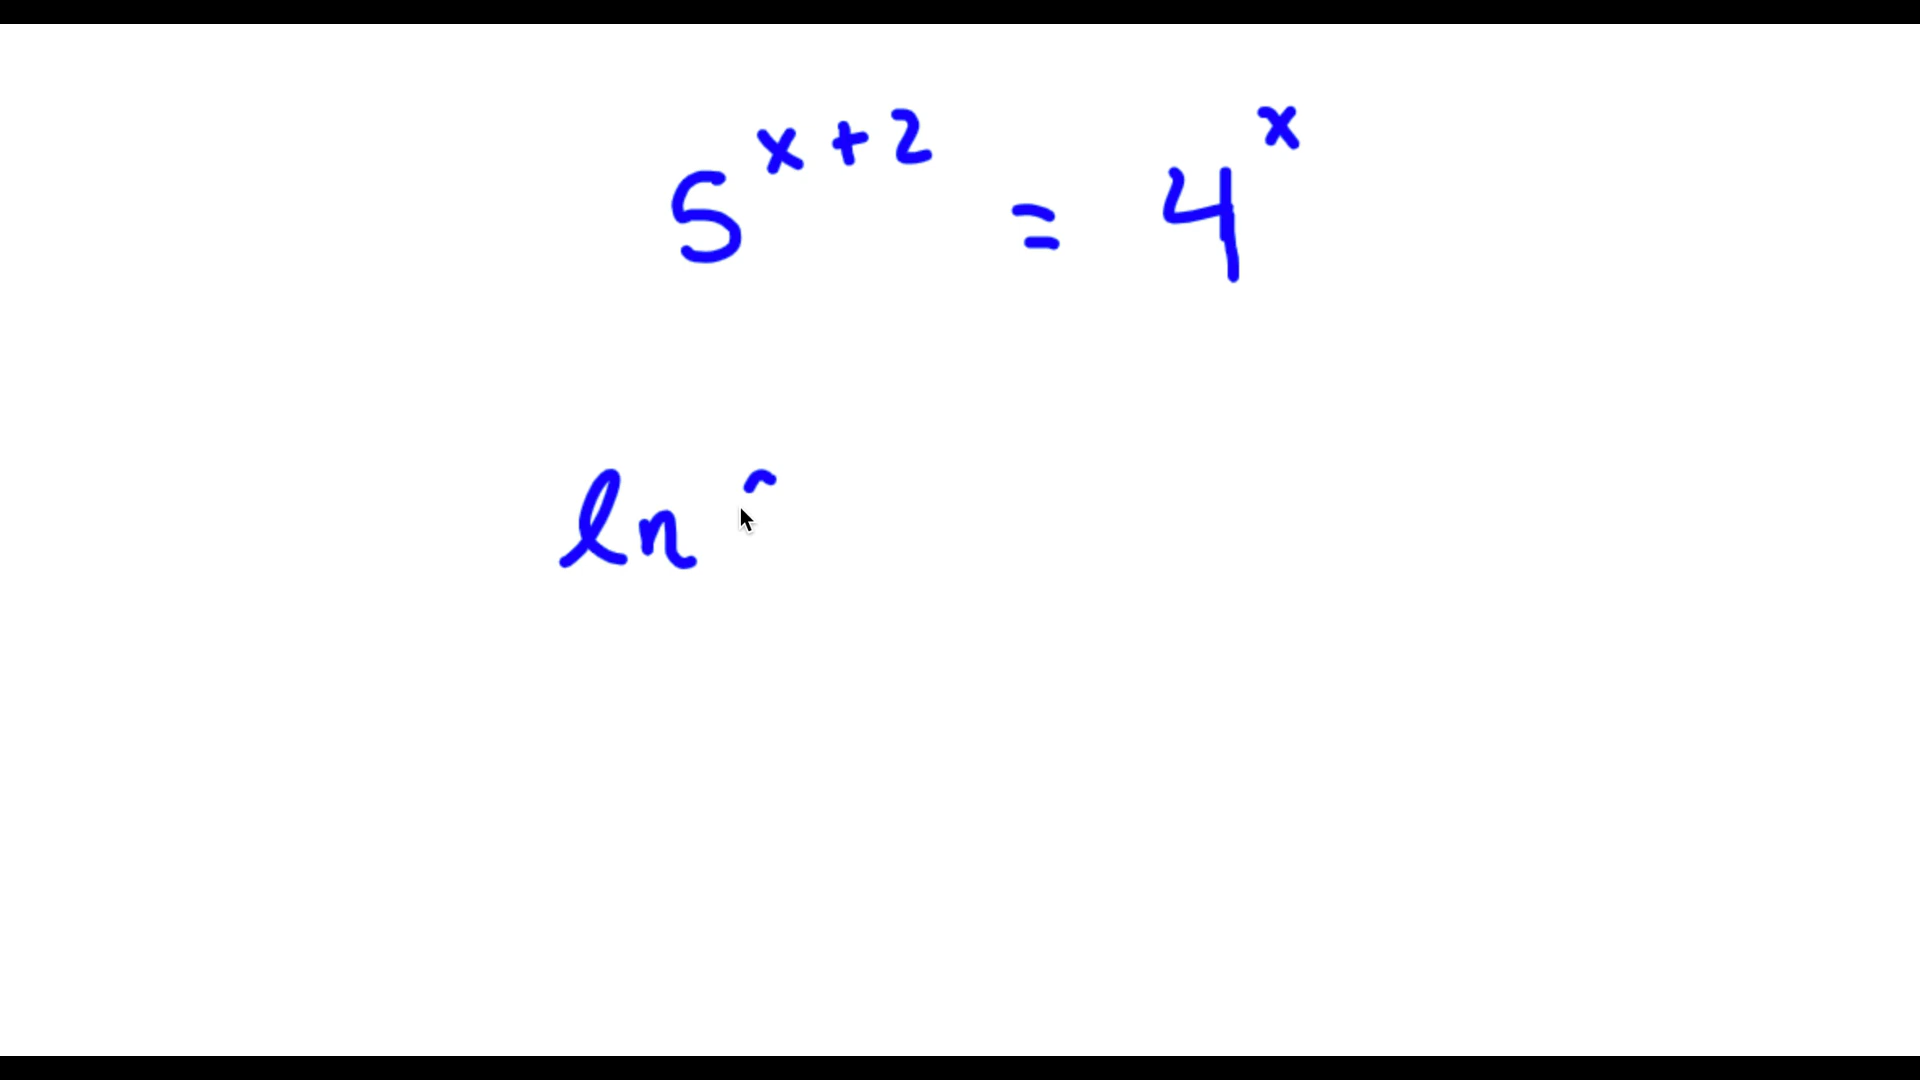 5^{x+2} = 4^x
ln